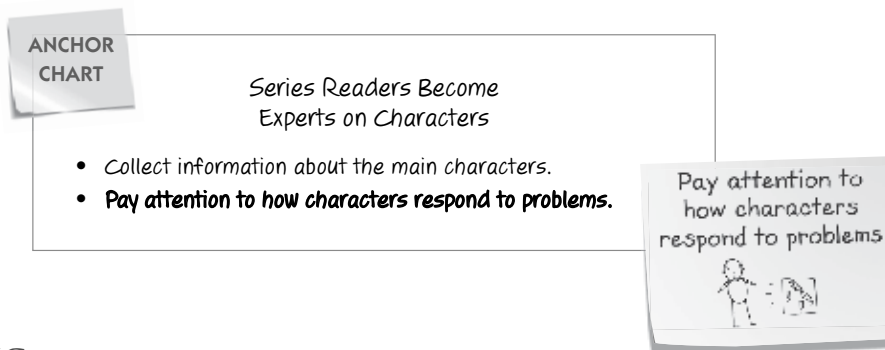 ANCHOR
CHART
Series Readers Become
Experts on Characters
• Collect information about the main characters.
• Pay attention to how characters respond to problems.
Pay attention to
how characters
respond to problems